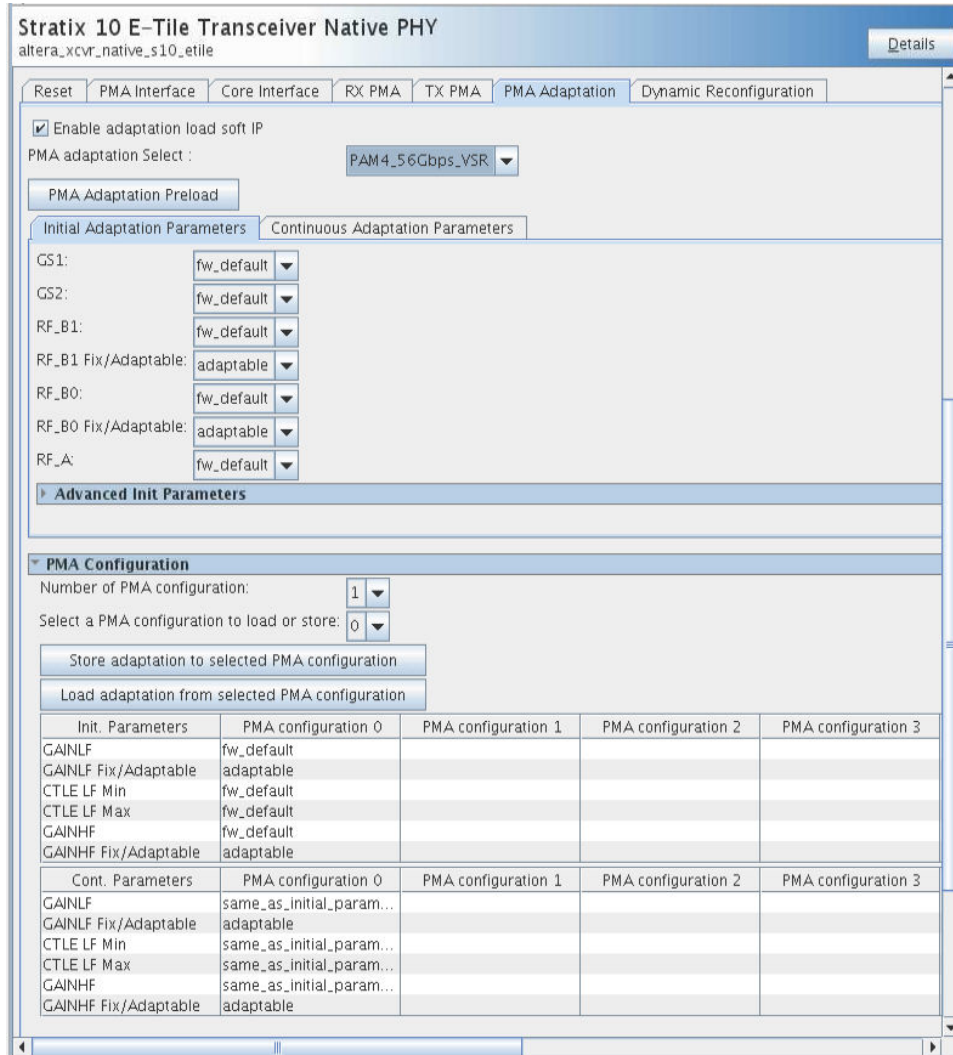 Stratix 10 E-Tile Transceiver Native PHY
altera_xcvr_native_s10_etile
Details
Reset PMA Interface Core Interface RX PMA TX PMA PMA Adaptation Dynamic Reconfiguration
Enable adaptation load soft IP
PMA adaptation Select : PAM4_56Gbps_VSR
PMA Adaptation Preload
Initial Adaptation Parameters Continuous Adaptation Parameters
GS1: fw_default
GS2: fw_default
RF_B1: fw_default
RF_B1 Fix/Adaptable: adaptable
RF_B0: fw_default
RF_B0 Fix/Adaptable: adaptable
RF_A: fw_default
Advanced Init Parameters
PMA Configuration
Number of PMA configuration: 1
Select a PMA configuration to load or store: 0
Store adaptation to selected PMA configuration
Load adaptation from selected PMA configuration
Init. Parameters PMA configuration 0 PMA configuration 1 PMA configuration 2 PMA configuration 3
GAINLF fw_default
GAINLF Fix/Adaptable adaptable
CTLE LF Min fw_default
CTLE LF Max fw_default
GAINHF fw_default
GAINHF Fix/Adaptable adaptable
Cont. Parameters PMA configuration 0 PMA configuration 1 PMA configuration 2 PMA configuration 3
GAINLF same_as_initial_param...
GAINLF Fix/Adaptable adaptable
CTLE LF Min same_as_initial_param...
CTLE LF Max same_as_initial_param...
GAINHF same_as_initial_param...
GAINHF Fix/Adaptable adaptable